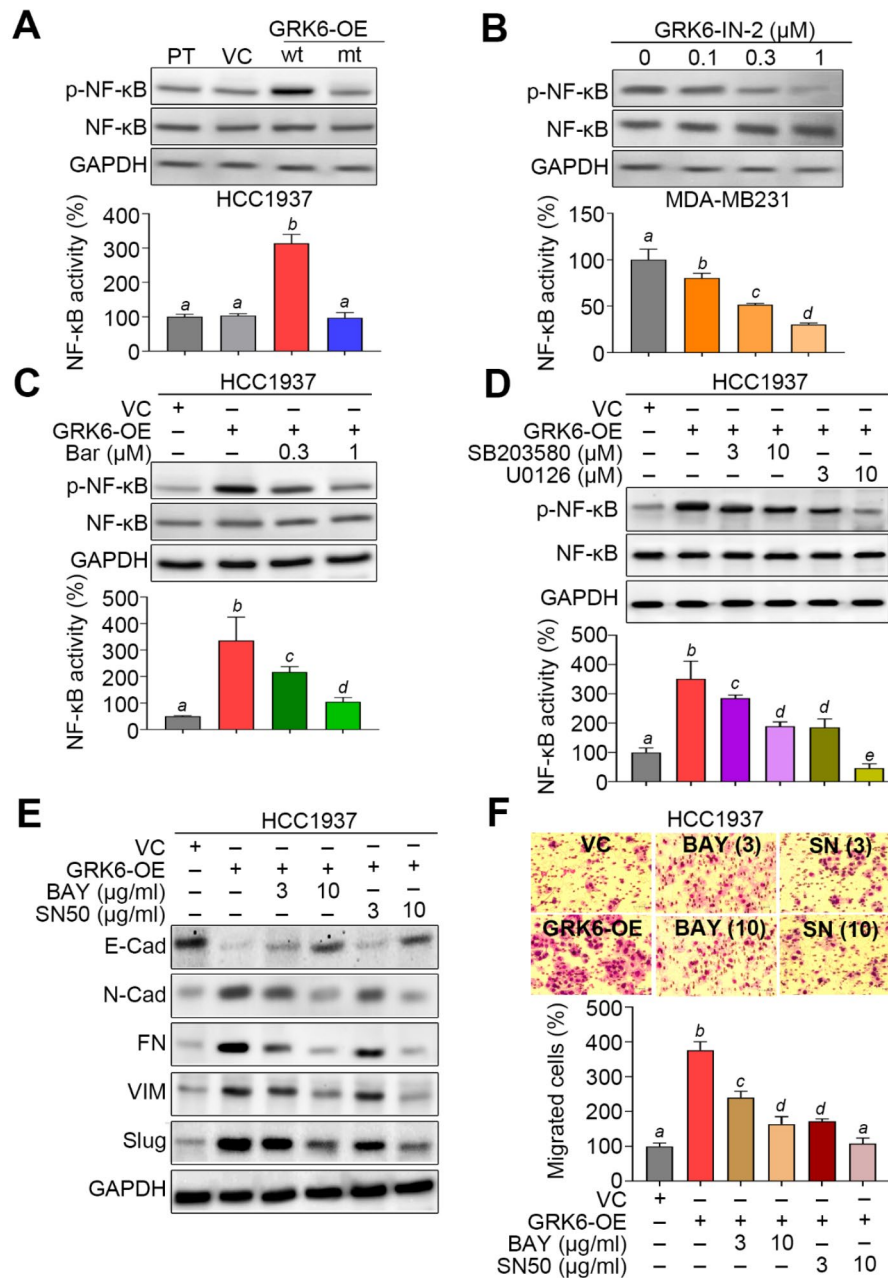 A
GRK6-OE
PT VC wt mt
p-NF-κB
NF-κB
GAPDH
HCC1937
NF-κB activity (%)
400
300
200
100
0
a a b a
B
GRK6-IN-2 (μM)
0 0.1 0.3 1
p-NF-κB
NF-κB
GAPDH
MDA-MB231
NF-κB activity (%)
150
100
50
0
a b c d
C
HCC1937
VC + – – –
GRK6-OE – + + +
Bar (μM) – – 0.3 1
p-NF-κB
NF-κB
GAPDH
NF-κB activity (%)
500
400
300
200
100
0
a b c d
D
HCC1937
VC + – – – – –
GRK6-OE – + + + + +
SB203580 (μM) – – 3 10 – –
U0126 (μM) – – – – 3 10
p-NF-κB
NF-κB
GAPDH
NF-κB activity (%)
500
400
300
200
100
0
a b c d d e
E
HCC1937
VC + – – – – –
GRK6-OE – + + + + +
BAY (μg/ml) – – 3 10 – –
SN50 (μg/ml) – – – – 3 10
E-Cad
N-Cad
FN
VIM
Slug
GAPDH
F
HCC1937
VC BAY (3) SN (3)
GRK6-OE BAY (10) SN (10)
Migrated cells (%)
500
400
300
200
100
0
a b c d d a
VC + – – – – –
GRK6-OE – + + + + +
BAY (μg/ml) – – 3 10 – –
SN50 (μg/ml) – – – – 3 10